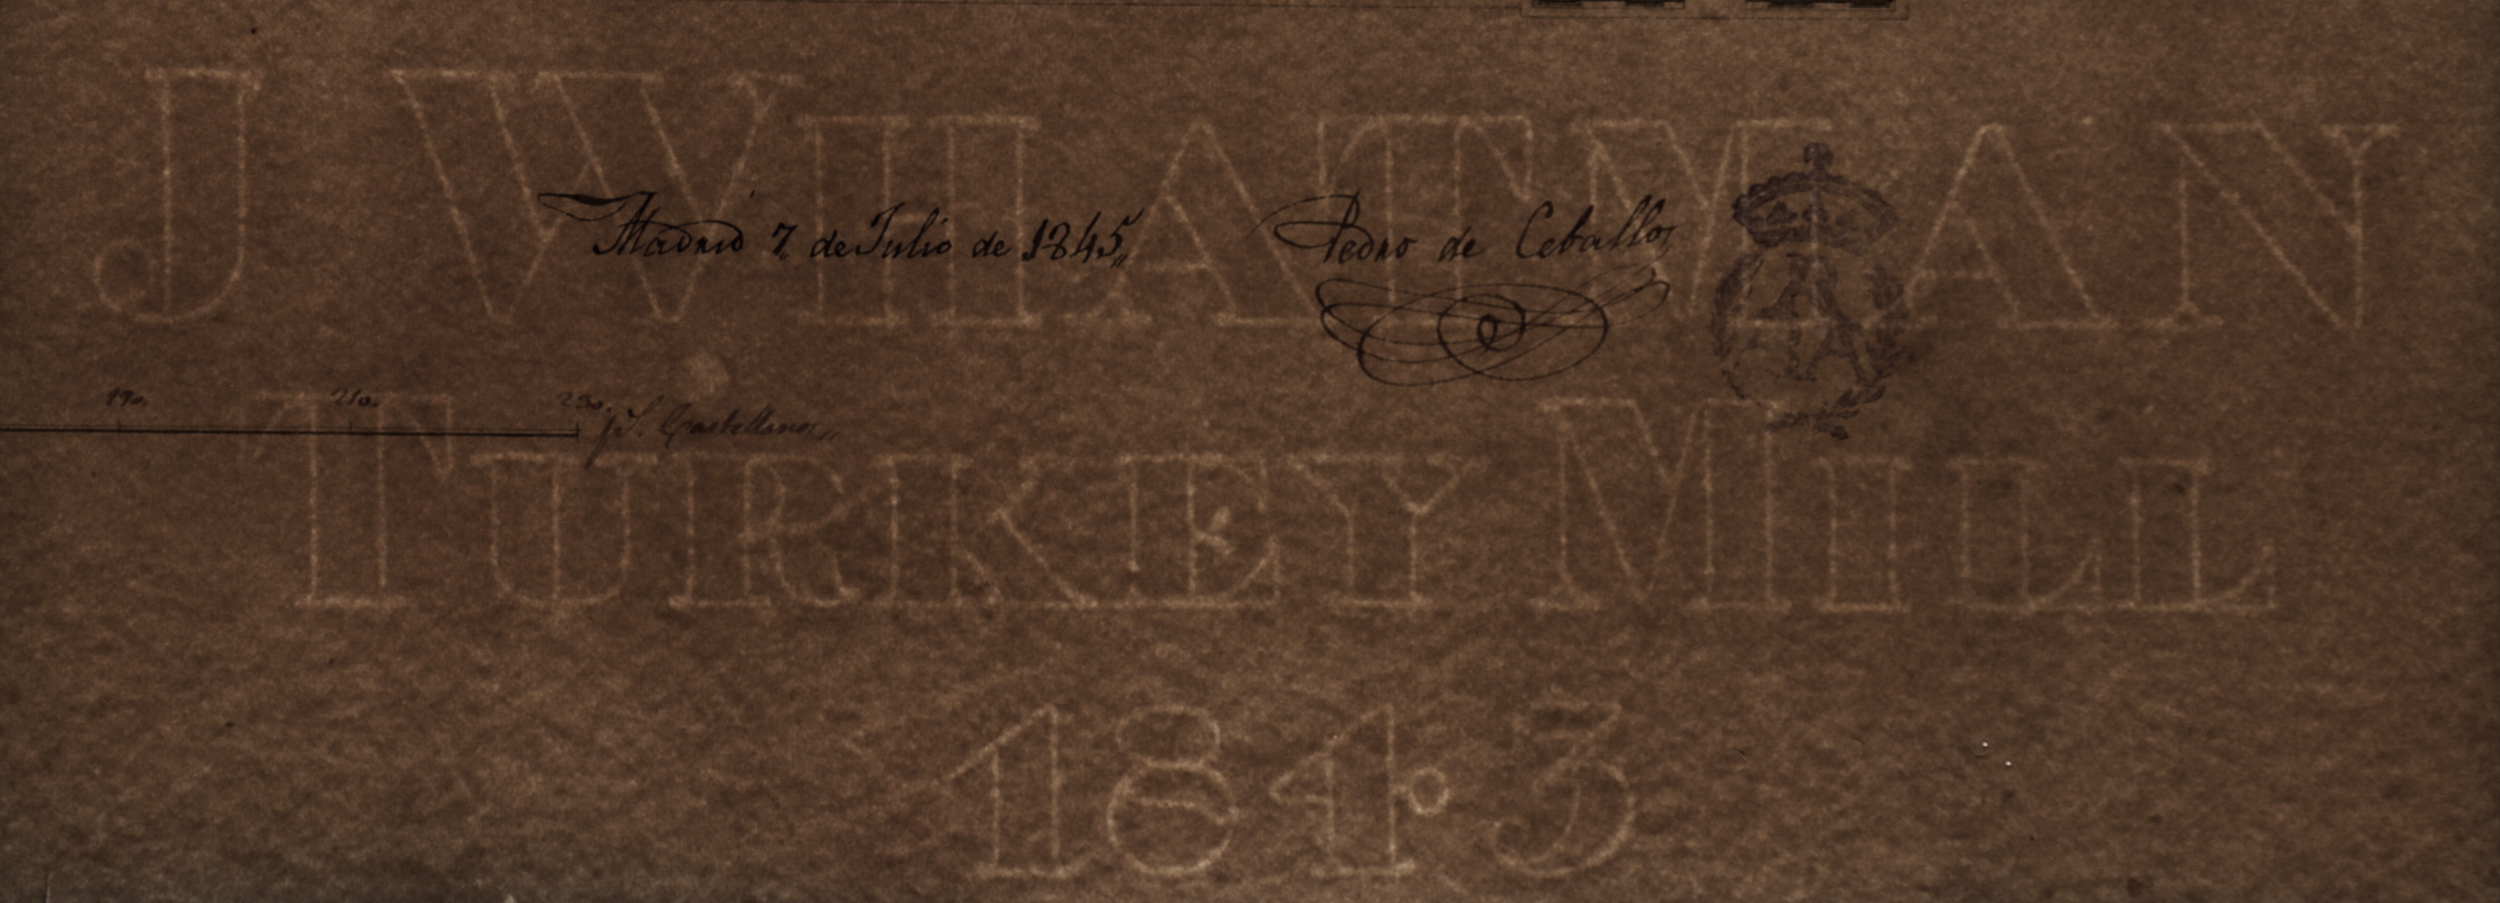 J WHATMAN
Madrid 7 de Julio de 1845 Pedro de Ceballos
190. 210. 230. Castellanos
TURKEY MILL
1843